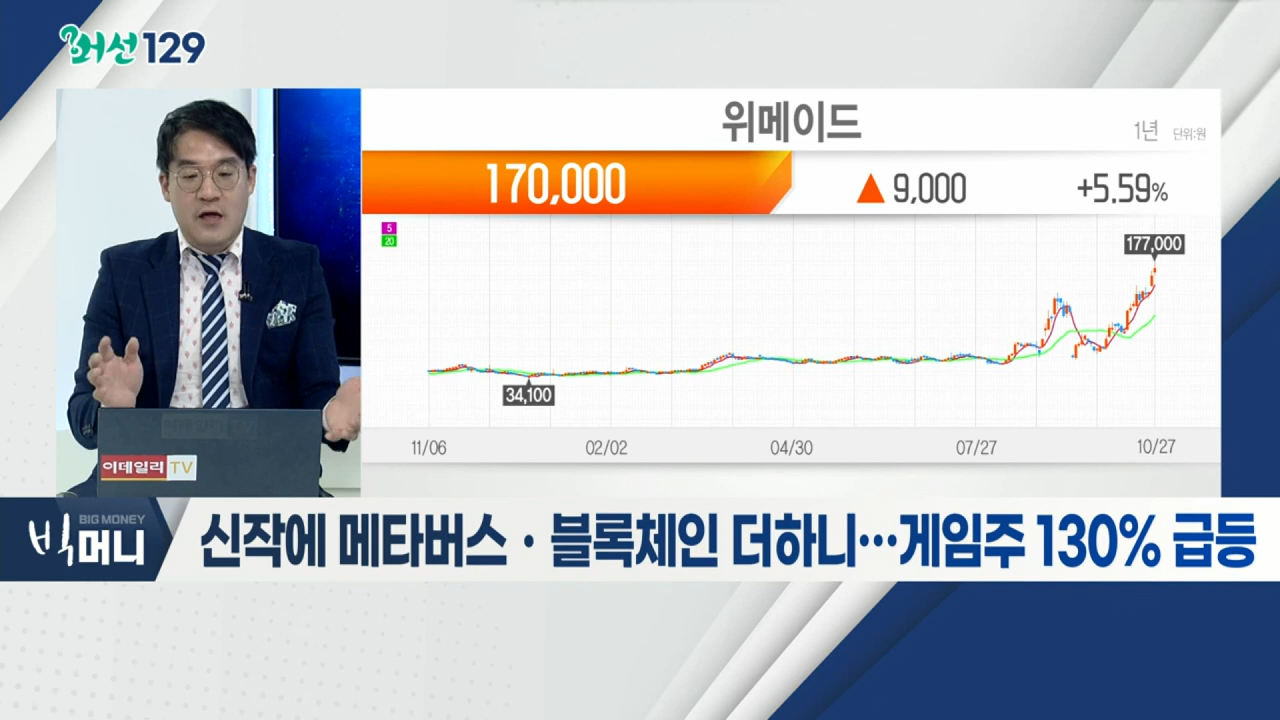 머선129
위메이드
1년 단위:원
170,000 ▲9,000 +5.59%
5
20
177,000
34,100
11/06 02/02 04/30 07/27 10/27
이데일리TV
BIG MONEY
빅머니
신작에 메타버스·블록체인 더하니…게임주 130% 급등